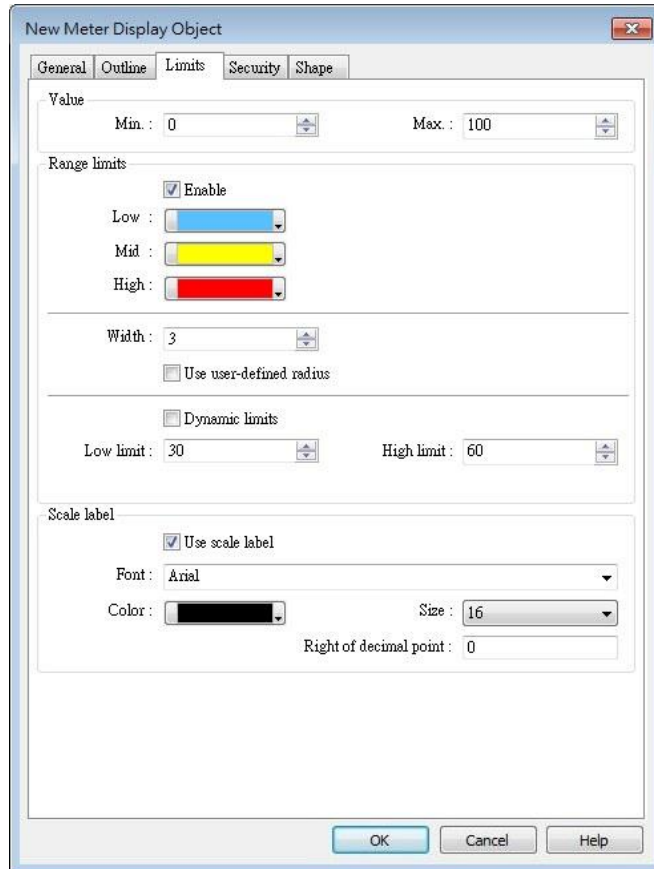 New Meter Display Object
General Outline Limits Security Shape
Value
Min. : 0 Max. : 100
Range limits
Enable
Low :
Mid :
High :
Width : 3
Use user-defined radius
Dynamic limits
Low limit : 30 High limit : 60
Scale label
Use scale label
Font : Arial
Color : Size : 16
Right of decimal point : 0
OK Cancel Help